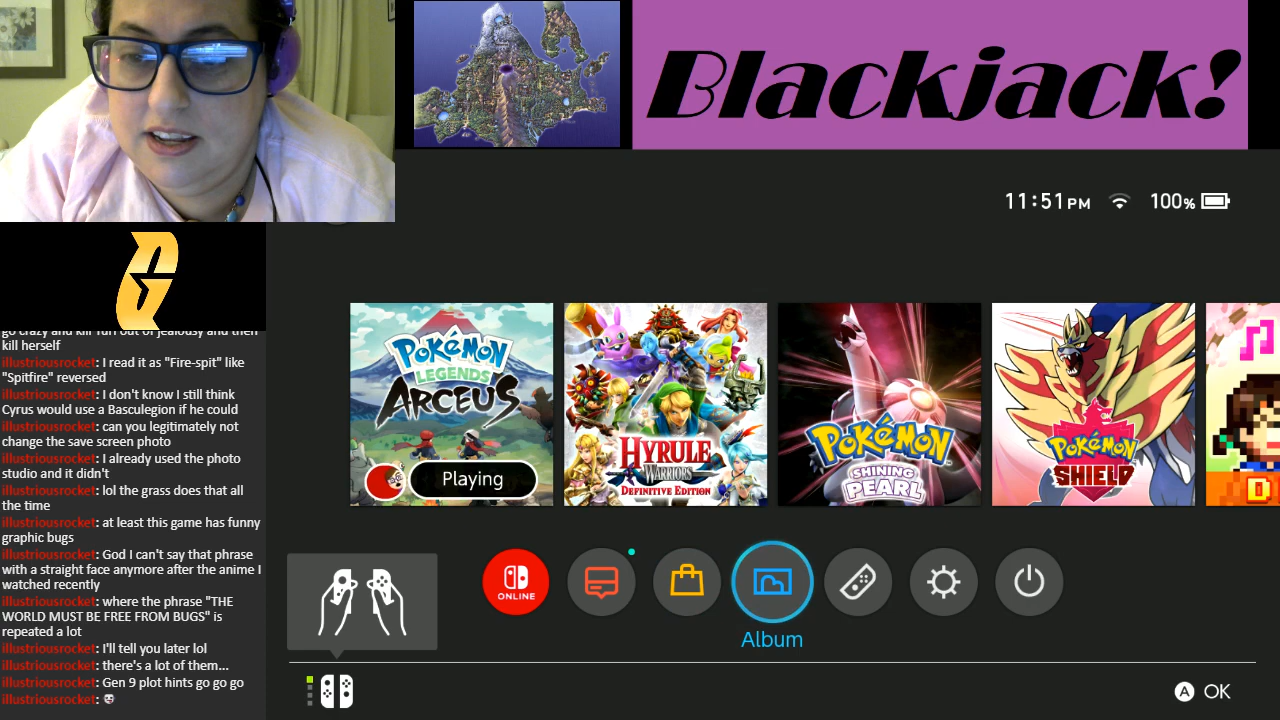 Blackjack!
11:51PM
100%
go crazy and kill Yuri out of jealousy and then
kill herself
illustriousrocket: I read it as "Fire-spit" like
"Spitfire" reversed
illustriousrocket: I don't know I still think
Cyrus would use a Basculegion if he could
illustriousrocket: can you legitimately not
change the save screen photo
illustriousrocket: I already used the photo
studio and it didn't
illustriousrocket: lol the grass does that all
the time
illustriousrocket: at least this game has funny
graphic bugs
illustriousrocket: God I can't say that phrase
with a straight face anymore after the anime I
watched recently
illustriousrocket: where the phrase "THE
WORLD MUST BE FREE FROM BUGS" is
repeated a lot
illustriousrocket: I'll tell you later lol
illustriousrocket: there's a lot of them...
illustriousrocket: Gen 9 plot hints go go go
illustriousrocket:
POKéMON
LEGENDS
ARCEUS
Playing
HYRULE
WARRIORS
DEFINITIVE EDITION
POKéMON
SHINING
PEARL
POKéMON
SHIELD
D
ONLINE
Album
A OK